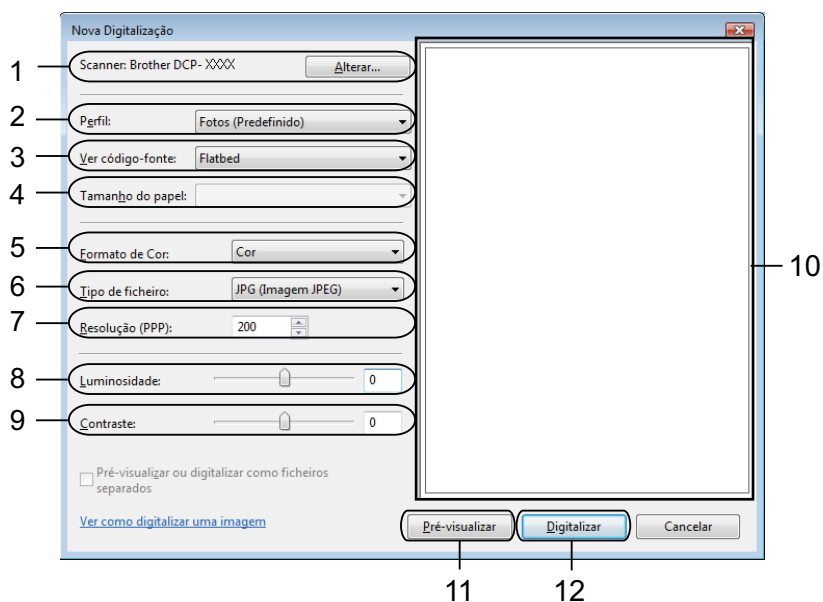 Nova Digitalização
1
Scanner: Brother DCP- XXXX
Alterar...
2
Perfil:
Fotos (Predefinido)
3
Ver código-fonte:
Flatbed
4
Tamanho do papel:
5
Formato de Cor:
Cor
6
Tipo de ficheiro:
JPG (Imagem JPEG)
7
Resolução (PPP):
200
8
Luminosidade:
0
9
Contraste:
0
10
Pré-visualizar ou digitalizar como ficheiros
separados
Ver como digitalizar uma imagem
Pré-visualizar
Digitalizar
Cancelar
11
12